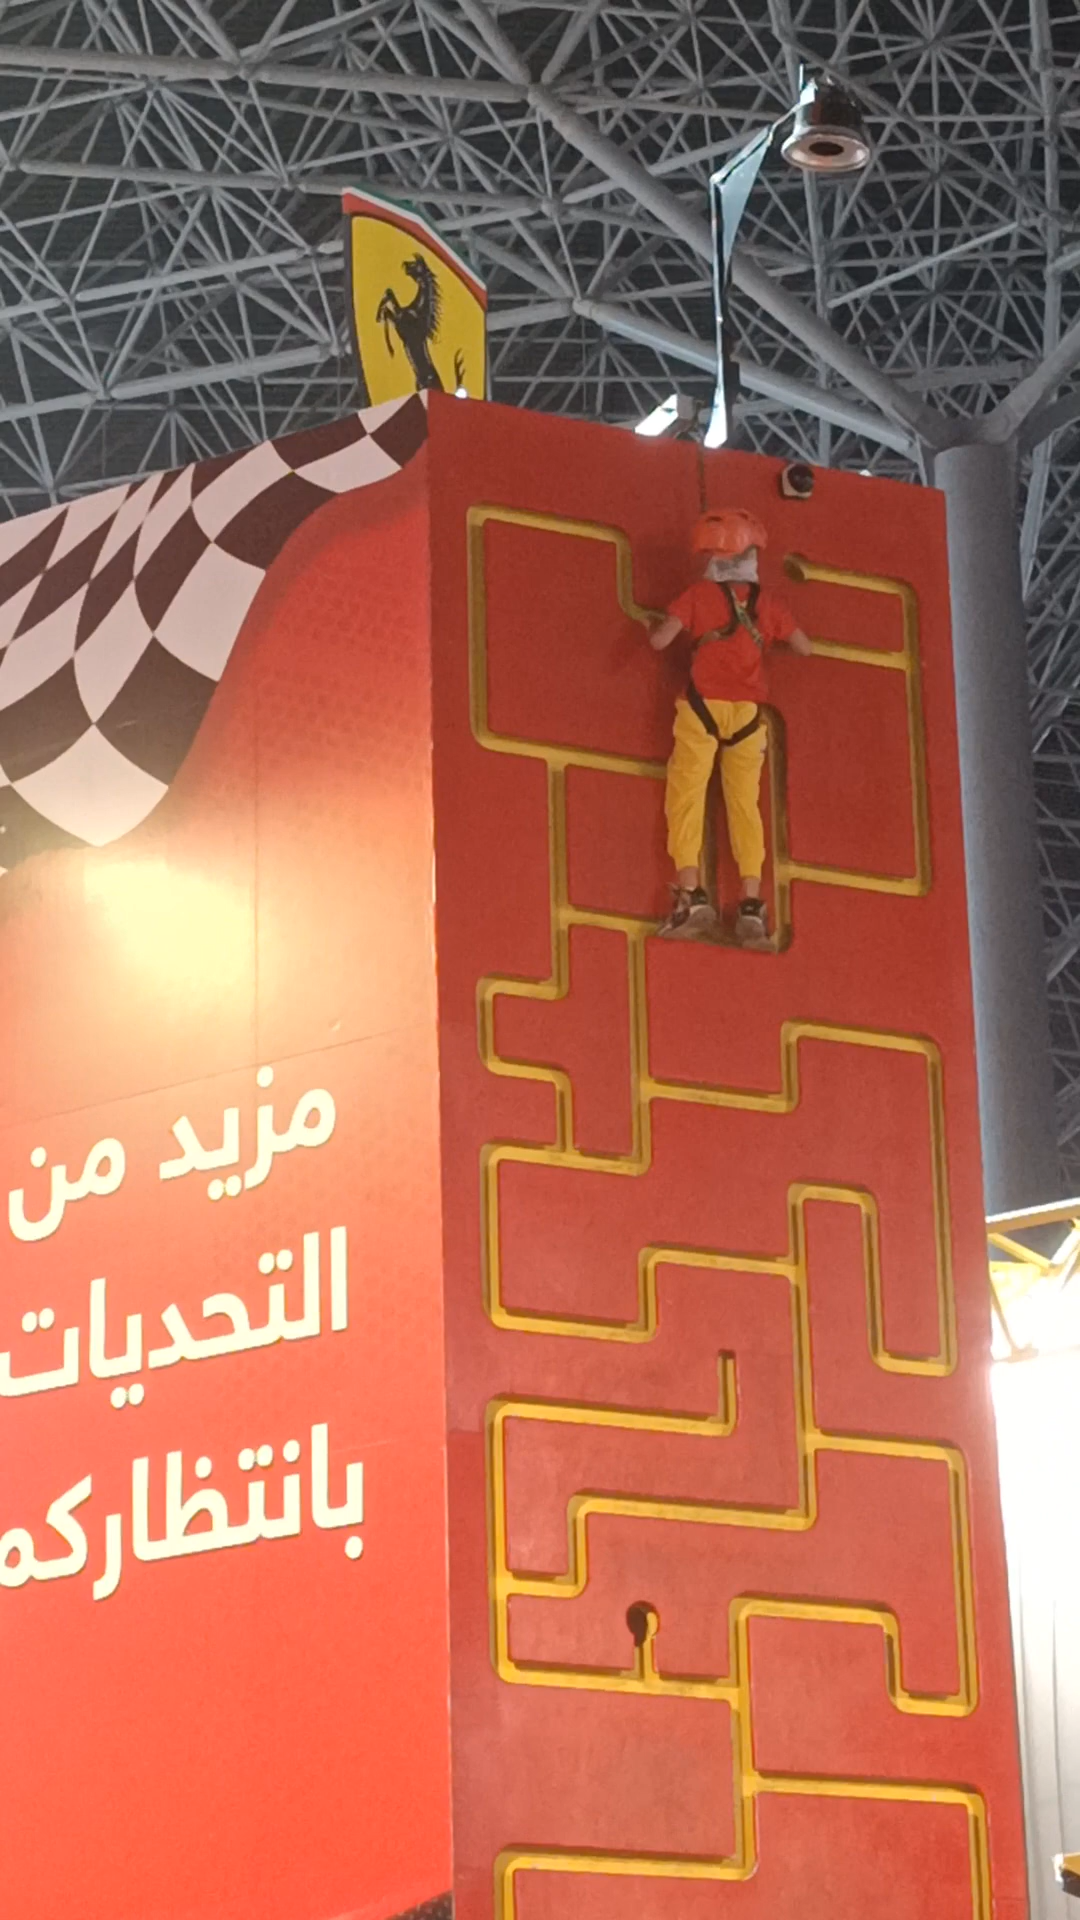 مزيد من
التحديات
بانتظاركم